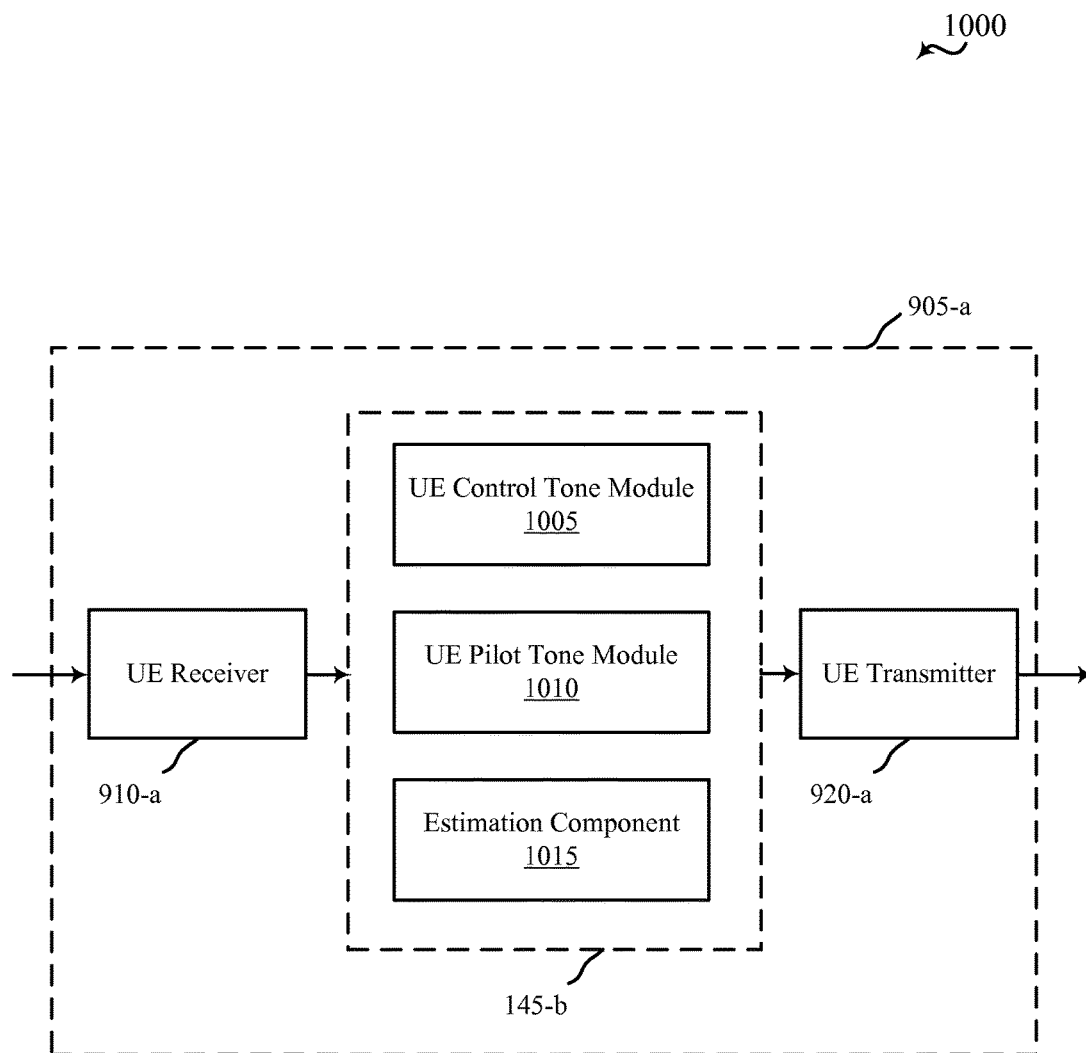 1000
905-a
UE Control Tone Module
1005
UE Receiver
UE Pilot Tone Module
1010
UE Transmitter
910-a
920-a
Estimation Component
1015
145-b